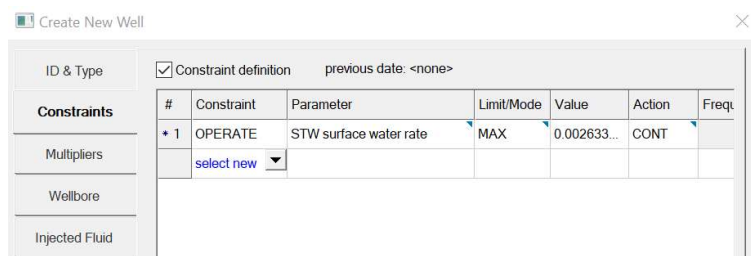 Create New Well
ID & Type
Constraint definition previous date: <none>
Constraints
# Constraint Parameter Limit/Mode Value Action Frequ
* 1 OPERATE STW surface water rate MAX 0.002633... CONT
select new
Multipliers
Wellbore
Injected Fluid